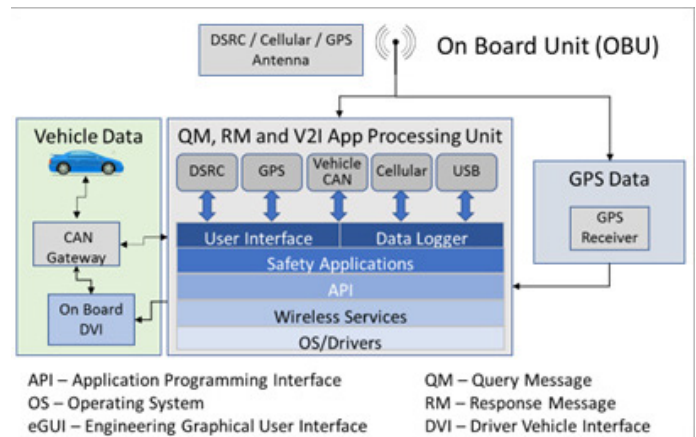 DSRC / Cellular / GPS
Antenna
On Board Unit (OBU)
Vehicle Data
CAN
Gateway
On Board
DVI
QM, RM and V2I App Processing Unit
DSRC
GPS
Vehicle
CAN
Cellular
USB
User Interface
Data Logger
Safety Applications
API
Wireless Services
OS/Drivers
GPS Data
GPS
Receiver
API – Application Programming Interface
OS – Operating System
eGUI – Engineering Graphical User Interface
QM – Query Message
RM – Response Message
DVI – Driver Vehicle Interface